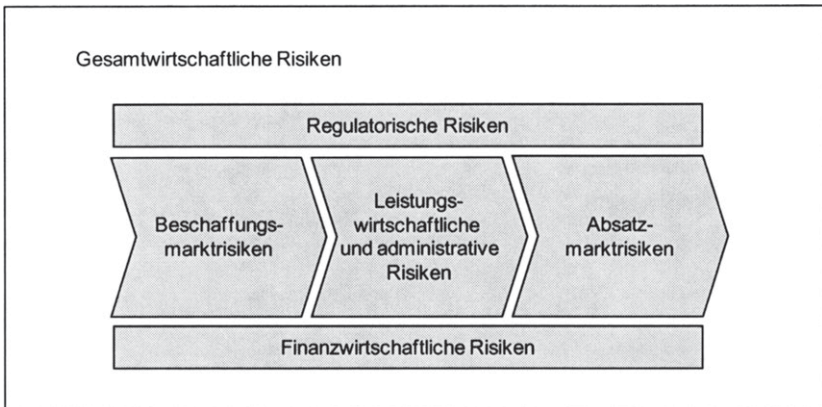 Gesamtwirtschaftliche Risiken
Regulatorische Risiken
Beschaffungs-
marktrisiken
Leistungs-
wirtschaftliche
und administrative
Risiken
Absatz-
marktrisiken
Finanzwirtschaftliche Risiken